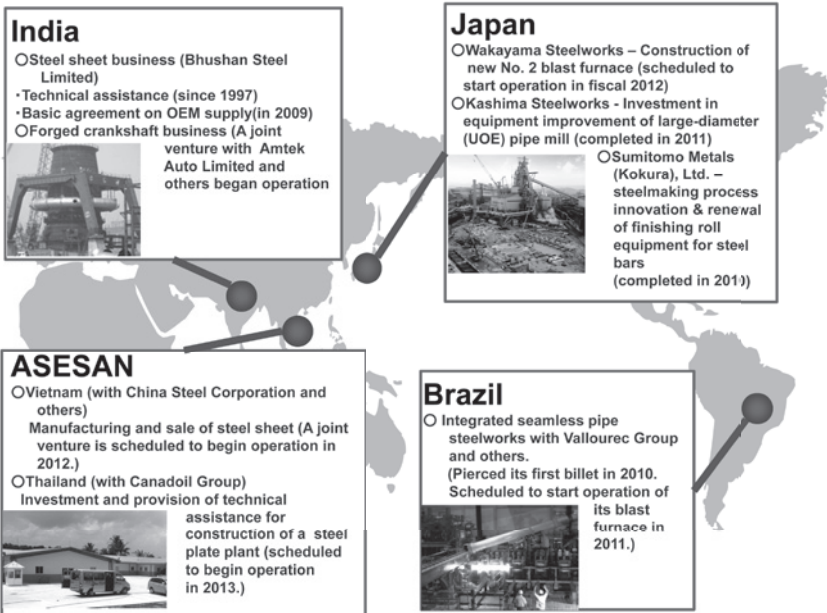 India
○Steel sheet business (Bhushan Steel
Limited)
・Technical assistance (since 1997)
・Basic agreement on OEM supply(in 2009)
○Forged crankshaft business (A joint
venture with Amtek
Auto Limited and
others began operation
Japan
○Wakayama Steelworks – Construction of
new No. 2 blast furnace (scheduled to
start operation in fiscal 2012)
○Kashima Steelworks - Investment in
equipment improvement of large-diameter
(UOE) pipe mill (completed in 2011)
○Sumitomo Metals
(Kokura), Ltd. –
steelmaking process
innovation & renewal
of finishing roll
equipment for steel
bars
(completed in 2010)
ASESAN
○Vietnam (with China Steel Corporation and
others)
Manufacturing and sale of steel sheet (A joint
venture is scheduled to begin operation in
2012.)
○Thailand (with Canadoil Group)
Investment and provision of technical
assistance for
construction of a steel
plate plant (scheduled
to begin operation
in 2013.)
Brazil
○ Integrated seamless pipe
steelworks with Vallourec Group
and others.
(Pierced its first billet in 2010.
Scheduled to start operation of
its blast
furnace in
2011.)